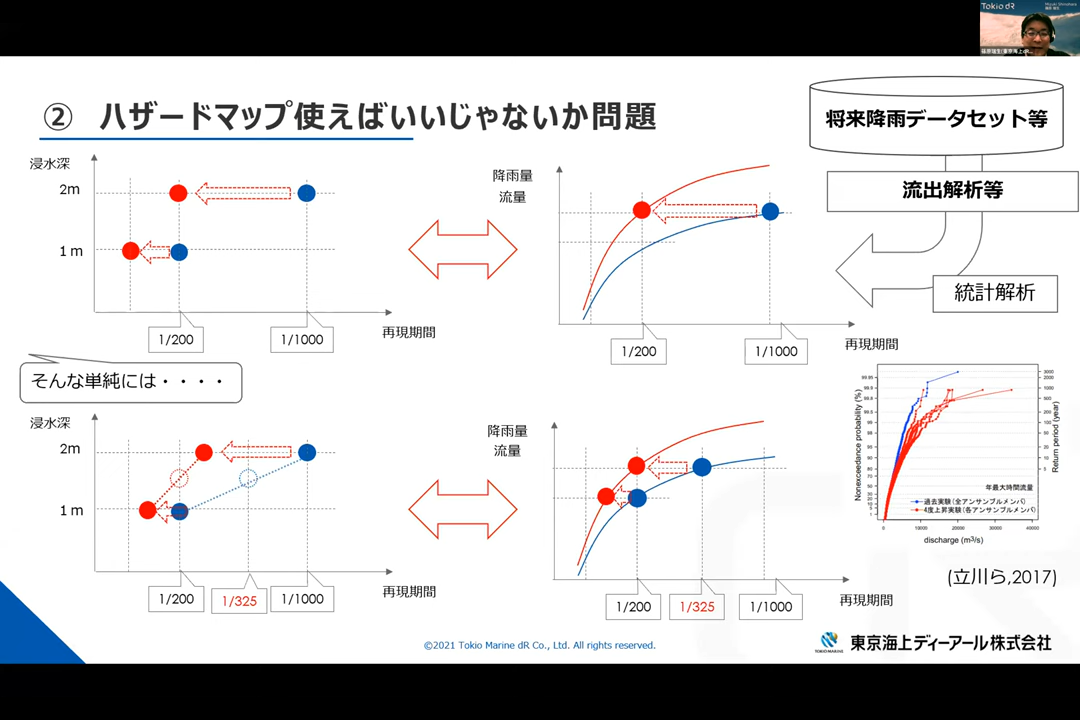 Tokio dR
② ハザードマップ使えばいいじゃないか問題
将来降雨データセット等
流出解析等
統計解析
浸水深
2m
1 m
1/200
1/1000
再現期間
降雨量
流量
1/200
1/1000
再現期間
そんな単純には・・・・
浸水深
2m
1 m
1/200
1/325
1/1000
再現期間
降雨量
流量
1/200
1/325
1/1000
再現期間
Nonexceedance probability (%)
Return period (year)
年最大時間流量
過去実験（全アンサンブルメンバ）
4度上昇実験（各アンサンブルメンバ）
0 10000 20000 30000 40000
discharge (m3/s)
(立川ら,2017)
©2021 Tokio Marine dR Co., Ltd. All rights reserved.
TOKIO MARINE
東京海上ディーアール株式会社